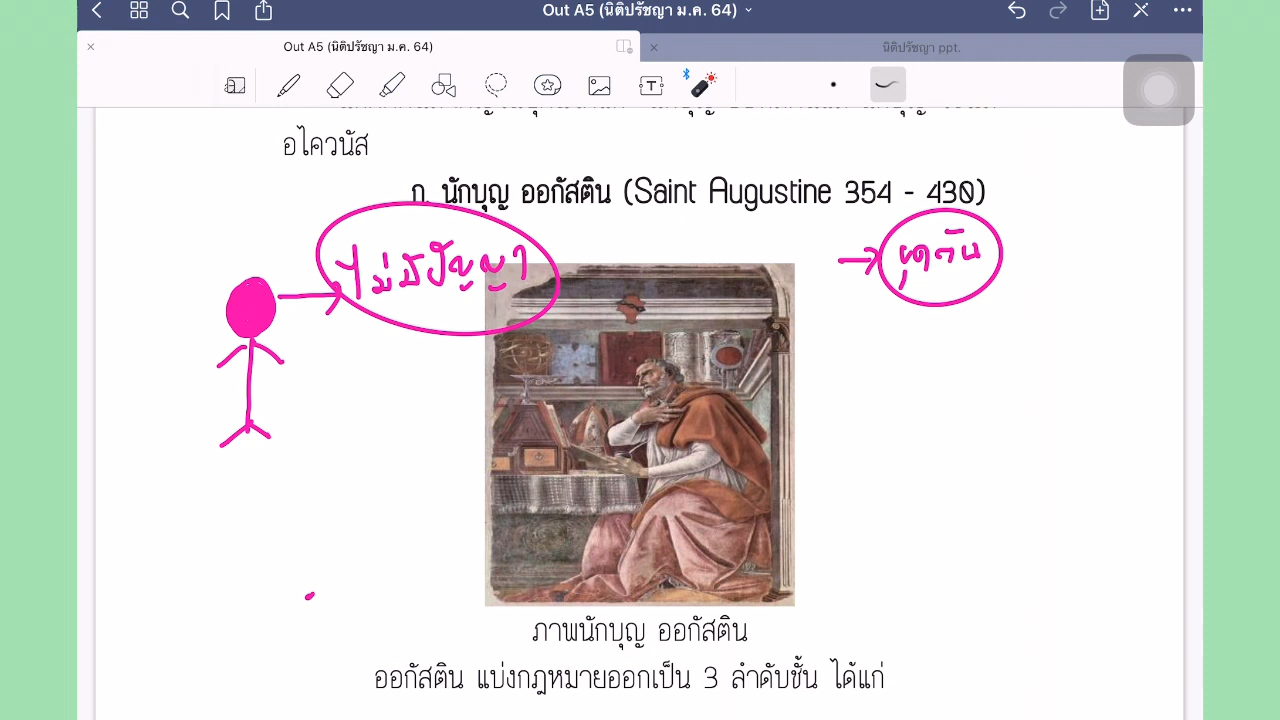 Out A5 (นิติปรัชญา ม.ค. 64)
Out A5 (นิติปรัชญา ม.ค. 64)
นิติปรัชญา ppt.
T
อไควนัส
ก. นักบุญ ออกัสติน (Saint Augustine 354 - 430)
ไม่มีปัญญา
ภาพนักบุญ ออกัสติน
ออกัสติน แบ่งกฎหมายออกเป็น 3 ลำดับชั้น ได้แก่